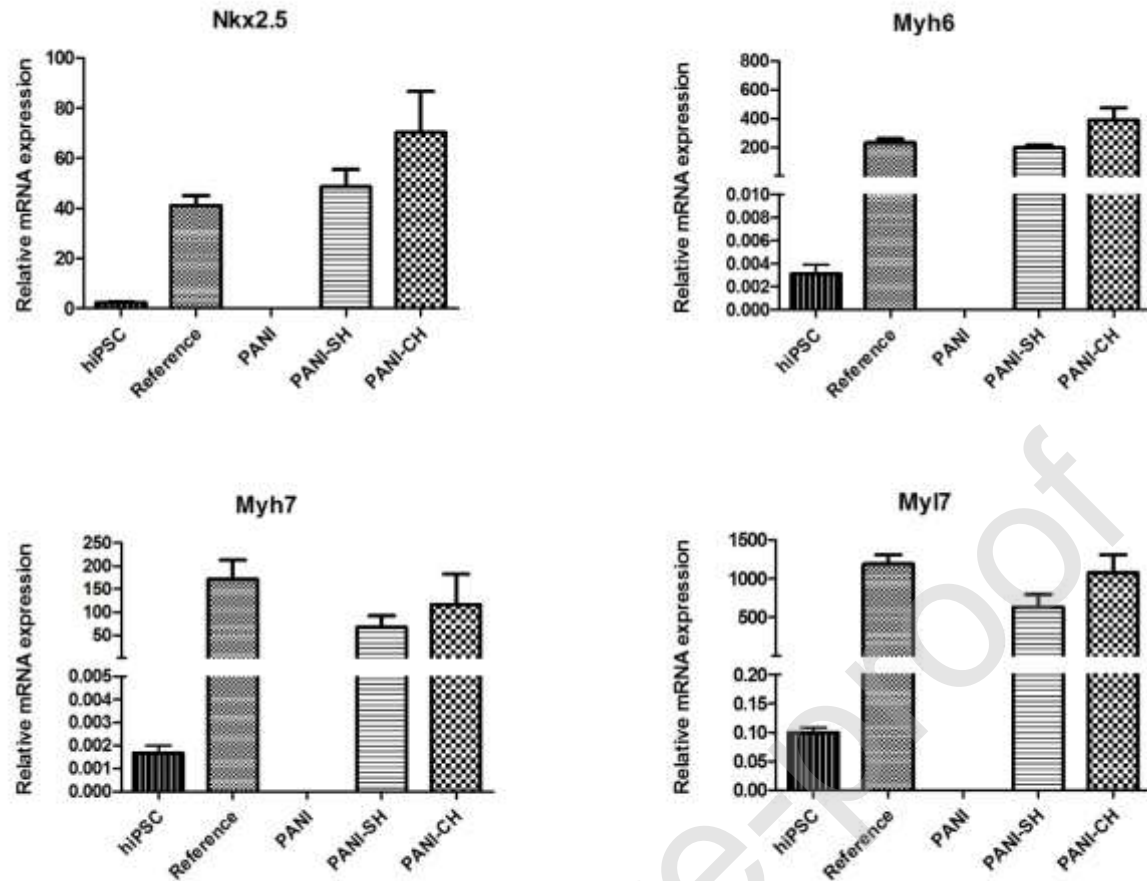 Nkx2.5
Relative mRNA expression
100
80
60
40
20
0
hiPSC
Reference
PANI
PANI-SH
PANI-CH
Myh6
Relative mRNA expression
800
600
400
200
0.010
0.008
0.006
0.004
0.002
0.000
hiPSC
Reference
PANI
PANI-SH
PANI-CH
Myh7
Relative mRNA expression
250
200
150
100
50
0.005
0.004
0.003
0.002
0.001
0.000
hiPSC
Reference
PANI
PANI-SH
PANI-CH
Myl7
Relative mRNA expression
1500
1000
500
0.20
0.15
0.10
0.05
0.00
hiPSC
Reference
PANI
PANI-SH
PANI-CH
e-proof